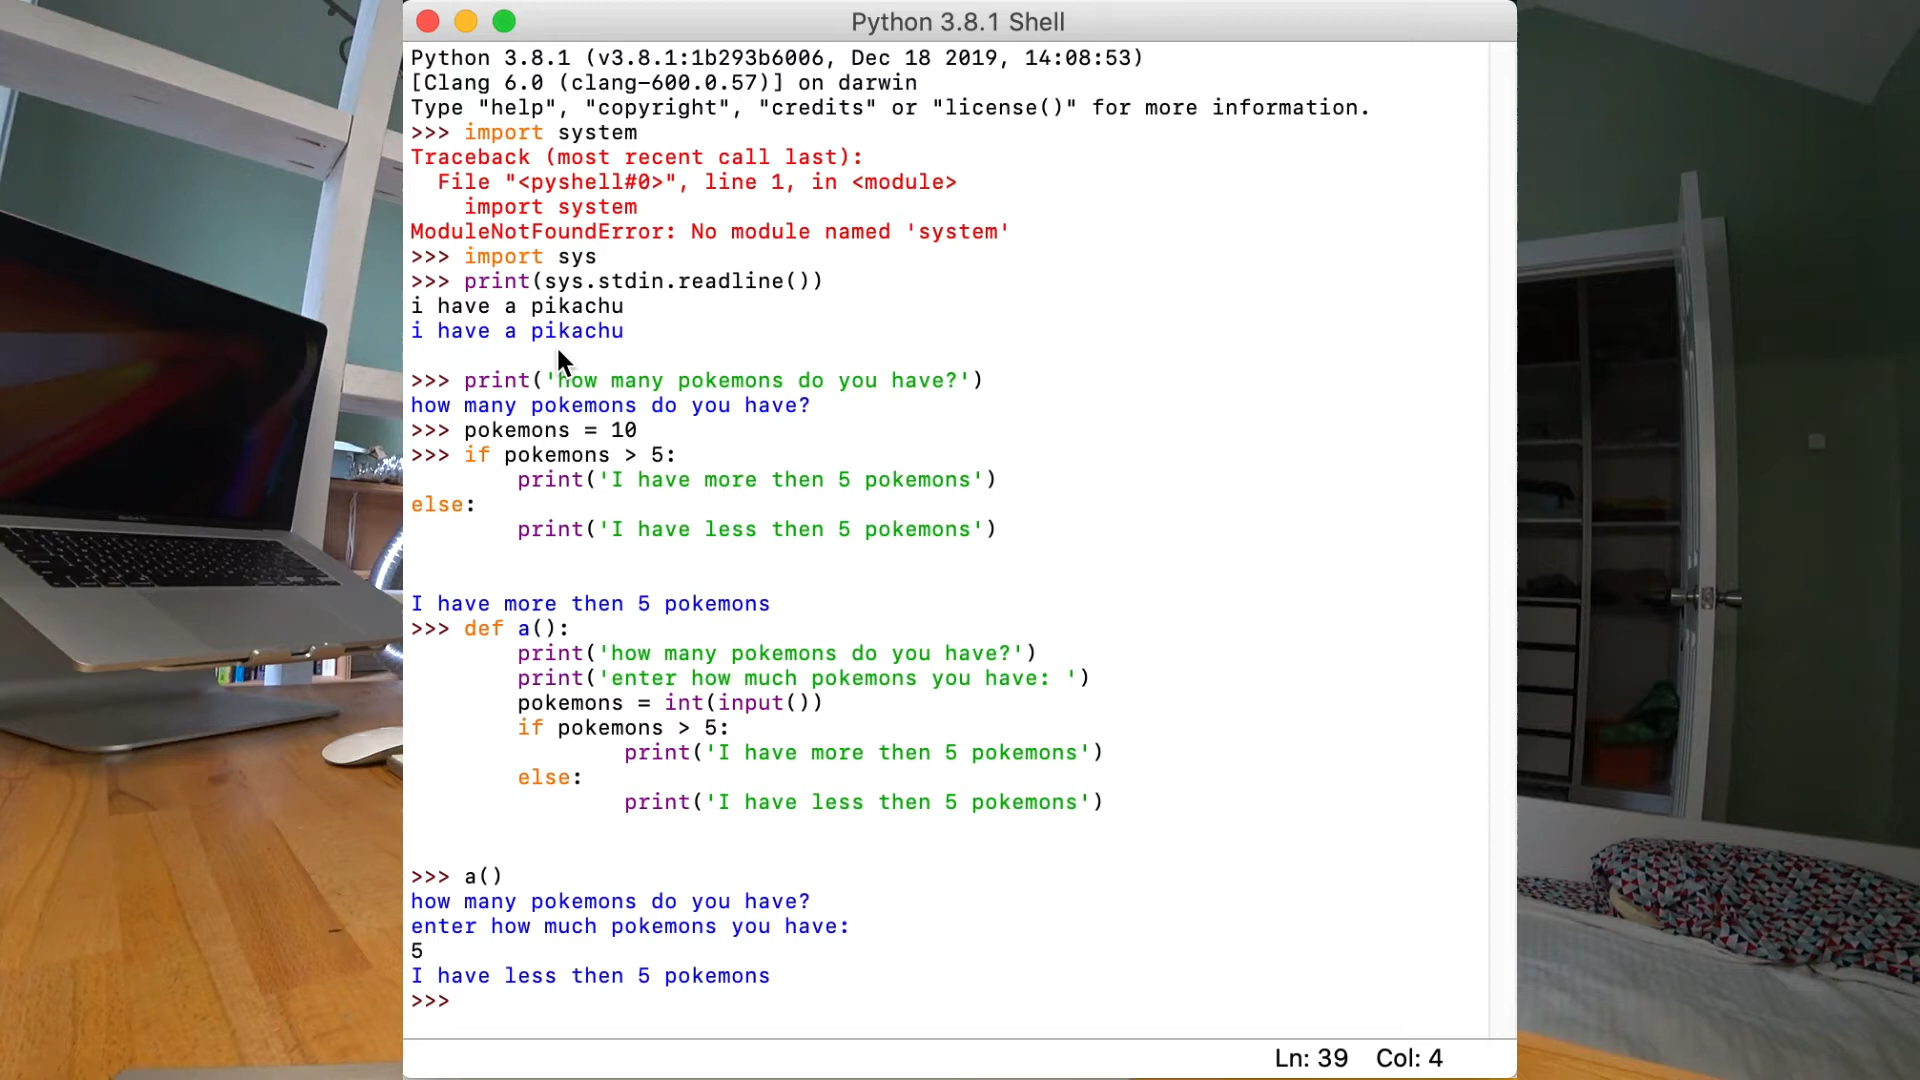 Python 3.8.1 Shell
Python 3.8.1 (v3.8.1:1b293b6006, Dec 18 2019, 14:08:53)
[Clang 6.0 (clang-600.0.57)] on darwin
Type "help", "copyright", "credits" or "license()" for more information.
>>> import system
Traceback (most recent call last):
  File "<pyshell#0>", line 1, in <module>
    import system
ModuleNotFoundError: No module named 'system'
>>> import sys
>>> print(sys.stdin.readline())
i have a pikachu
i have a pikachu
>>> print('how many pokemons do you have?')
how many pokemons do you have?
>>> pokemons = 10
>>> if pokemons > 5:
        print('I have more then 5 pokemons')
else:
        print('I have less then 5 pokemons')
I have more then 5 pokemons
>>> def a():
        print('how many pokemons do you have?')
        print('enter how much pokemons you have: ')
        pokemons = int(input())
        if pokemons > 5:
                print('I have more then 5 pokemons')
        else:
                print('I have less then 5 pokemons')
>>> a()
how many pokemons do you have?
enter how much pokemons you have:
5
I have less then 5 pokemons
>>>
Ln: 39 Col: 4